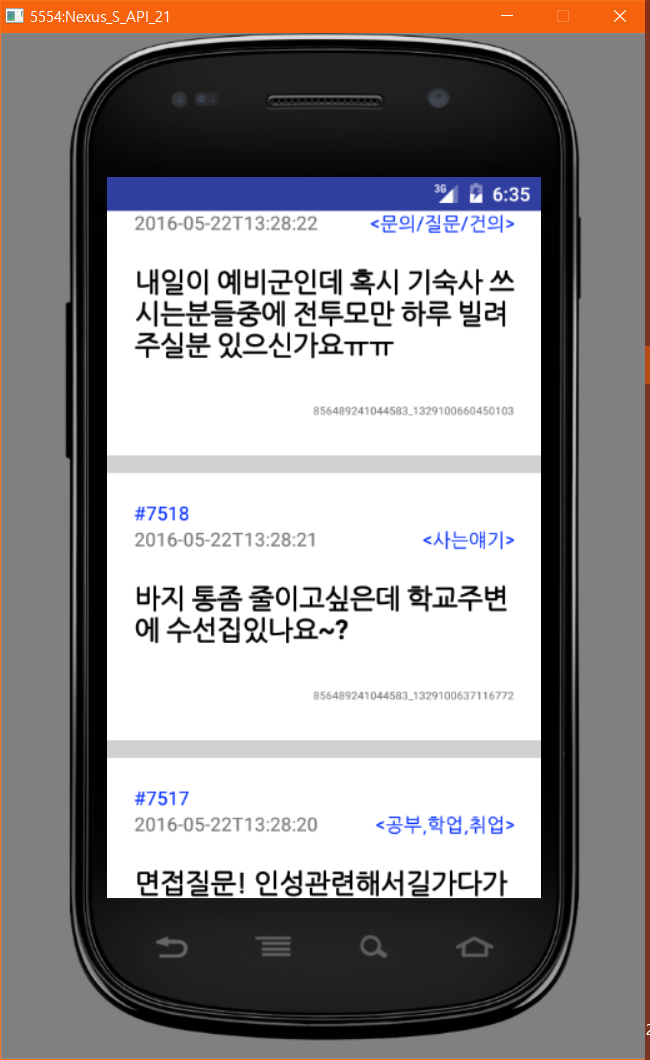 5554:Nexus_S_API_21
3G 6:35
2016-05-22T13:28:22 <문의/질문/건의>
내일이 예비군인데 혹시 기숙사 쓰
시는분들중에 전투모만 하루 빌려
주실분 있으신가요ㅠㅠ
856489241044583_1329100660450103
#7518
2016-05-22T13:28:21 <사는얘기>
바지 통좀 줄이고싶은데 학교주변
에 수선집있나요~?
856489241044583_1329100637116772
#7517
2016-05-22T13:28:20 <공부,학업,취업>
면접질문! 인성관련해서길가다가